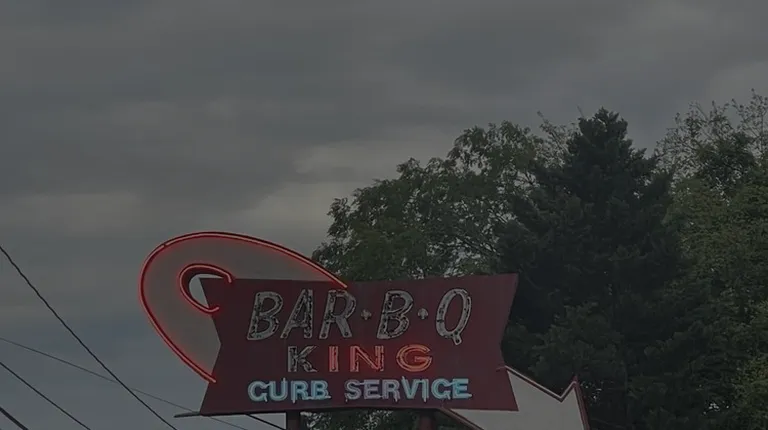 BAR-B-Q
KING
CURB SERVICE